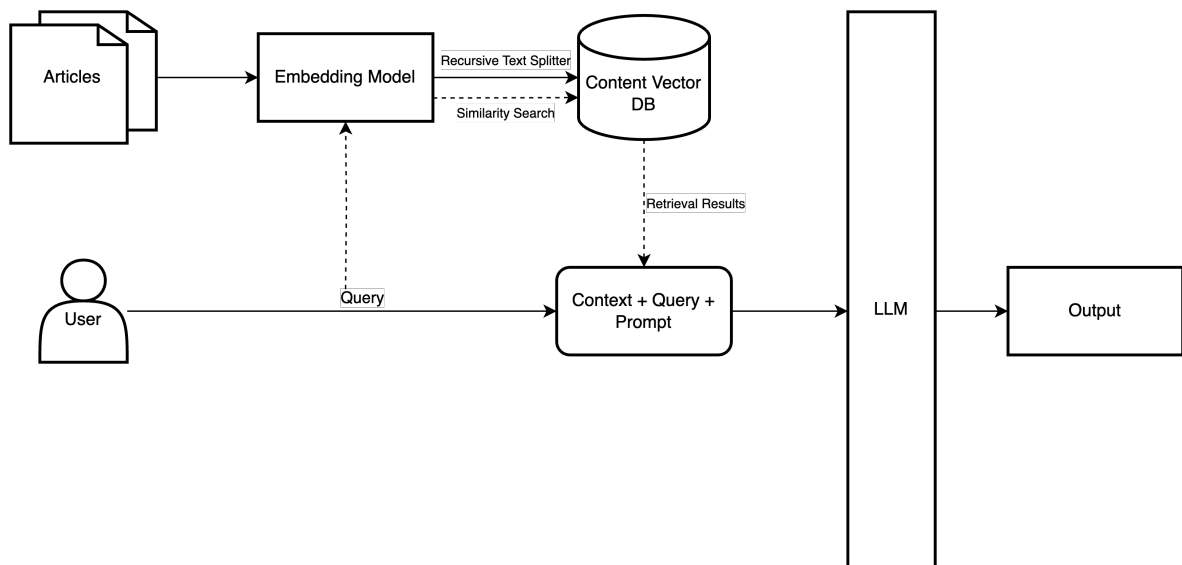 Articles
Embedding Model
Recursive Text Splitter
Similarity Search
Content Vector
DB
Retrieval Results
User
Query
Context + Query +
Prompt
LLM
Output